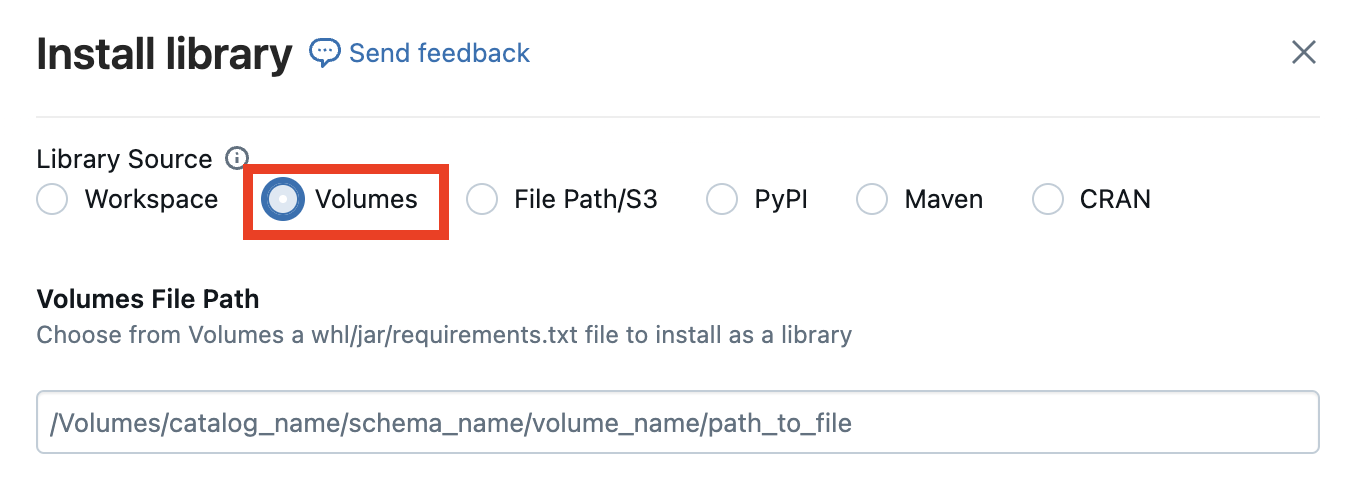 Install library Send feedback
Library Source
Workspace Volumes File Path/S3 PyPI Maven CRAN
Volumes File Path
Choose from Volumes a whl/jar/requirements.txt file to install as a library
/Volumes/catalog_name/schema_name/volume_name/path_to_file